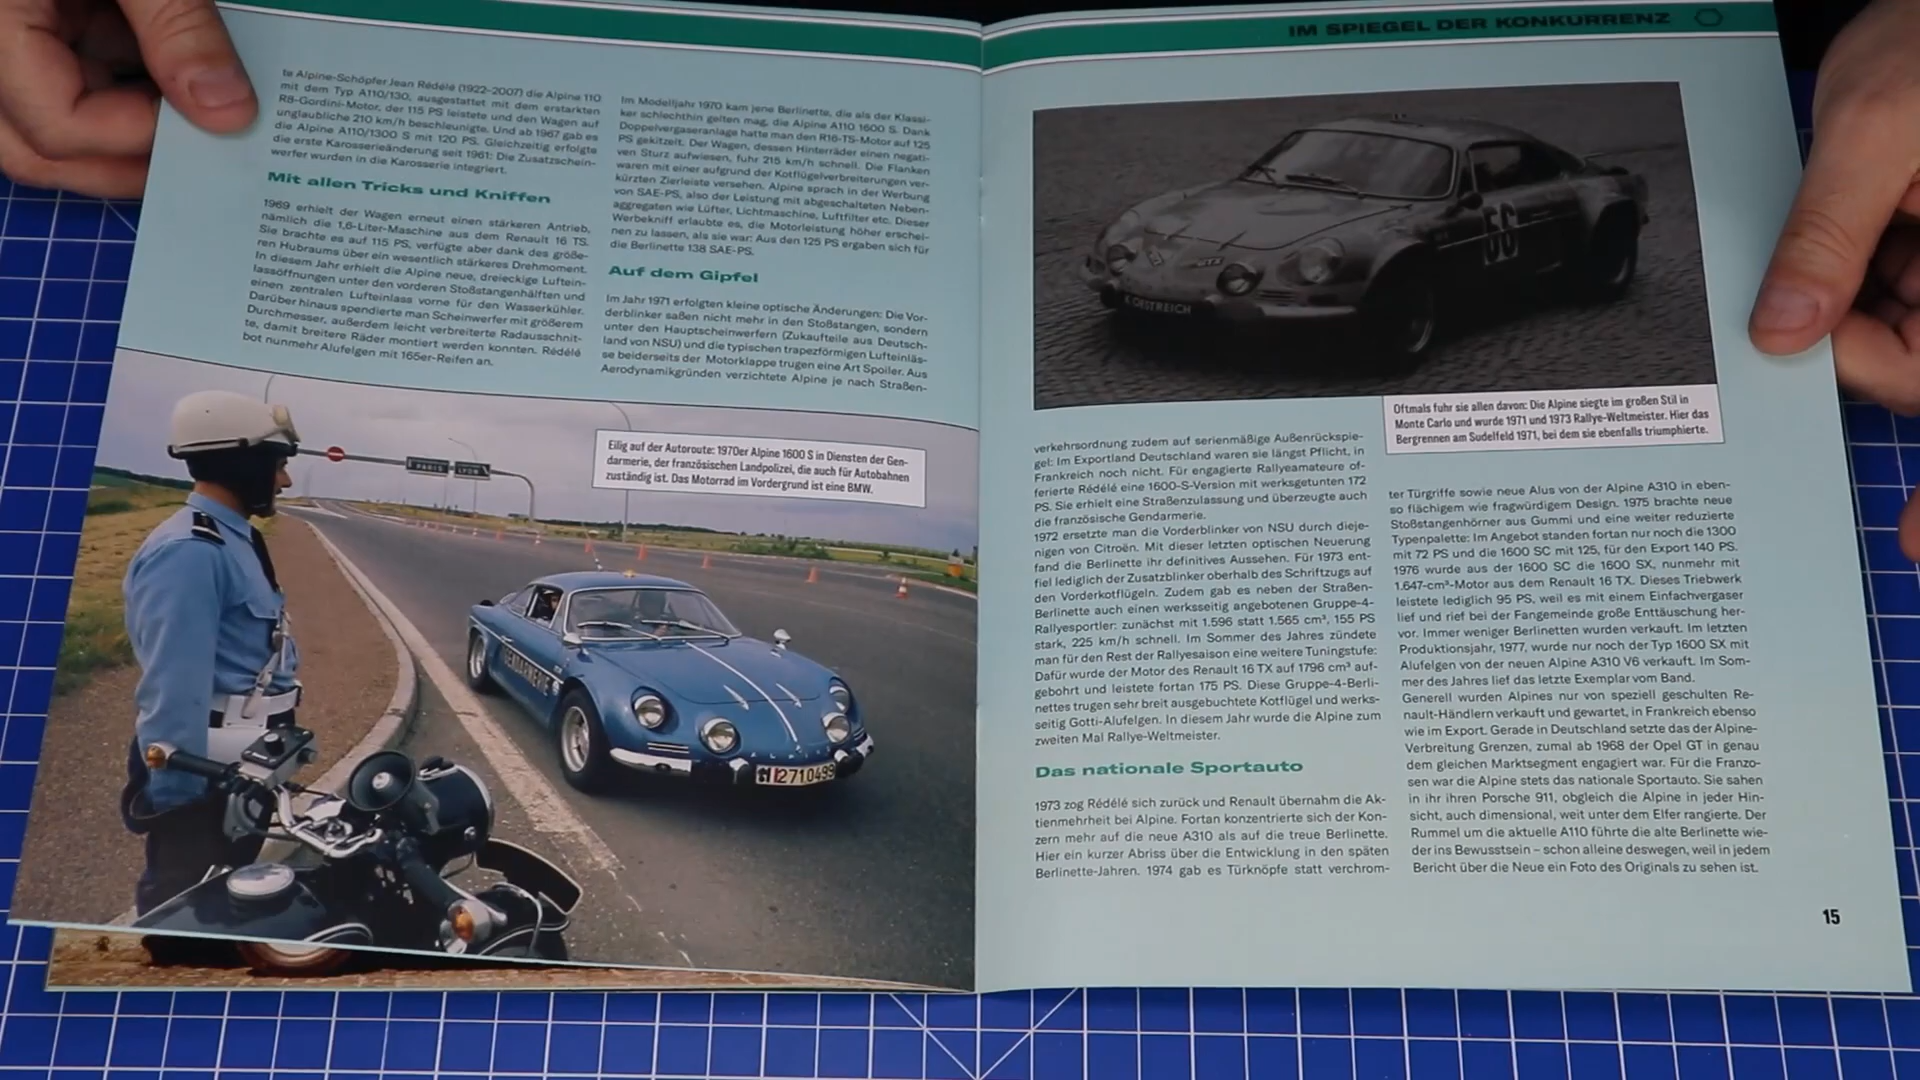 IM SPIEGEL DER KONKURRENZ
te Alpine-Schöpfer Jean Rédélé (1922–2007) die Alpine 110
mit dem Typ A110/130, ausgestattet mit dem erstarkten
R8-Gordini-Motor, der 115 PS leistete und den Wagen auf
unglaubliche 210 km/h beschleunigte. Und ab 1967 gab es
die Alpine A110/1300 S mit 120 PS. Gleichzeitig erfolgte
die erste Karosserieänderung seit 1961: Die Zusatzschein-
werfer wurden in die Karosserie integriert.
Mit allen Tricks und Kniffen
1969 erhielt der Wagen erneut einen stärkeren Antrieb,
nämlich die 1,6-Liter-Maschine aus dem Renault 16 TS.
Sie brachte es auf 115 PS, verfügte aber dank des größe-
ren Hubraums über ein wesentlich stärkeres Drehmoment.
In diesem Jahr erhielt die Alpine neue, dreieckige Luftein-
lassöffnungen unter den vorderen Stoßstangenhälften und
einen zentralen Lufteinlass vorne für den Wasserkühler.
Darüber hinaus spendierte man Scheinwerfer mit größerem
Durchmesser, außerdem leicht verbreiterte Radausschnit-
te, damit breitere Räder montiert werden konnten. Rédélé
bot nunmehr Alufelgen mit 165er-Reifen an.
Im Modelljahr 1970 kam jene Berlinette, die als der Klassi-
ker schlechthin gelten mag, die Alpine A110 1600 S. Dank
Doppelvergaseranlage hatte man den R16-TS-Motor auf 125
PS gekitzelt. Der Wagen, dessen Hinterräder einen negati-
ven Sturz aufwiesen, fuhr 215 km/h schnell. Die Flanken
waren mit einer aufgrund der Kotflügelverbreiterungen ver-
kürzten Zierleiste versehen. Alpine sprach in der Werbung
von SAE-PS, also der Leistung mit abgeschalteten Neben-
aggregaten wie Lüfter, Lichtmaschine, Luftfilter etc. Dieser
Werbekniff erlaubte es, die Motorleistung höher erschei-
nen zu lassen, als sie war: Aus den 125 PS ergaben sich für
die Berlinette 138 SAE-PS.
Auf dem Gipfel
Im Jahr 1971 erfolgten kleine optische Änderungen: Die Vor-
derblinker saßen nicht mehr in den Stoßstangen, sondern
unter den Hauptscheinwerfern (Zukaufteile aus Deutsch-
land von NSU) und die typischen trapezförmigen Lufteinläs-
se beiderseits der Motorklappe trugen eine Art Spoiler. Aus
Aerodynamikgründen verzichtete Alpine je nach Straßen-
Eilig auf der Autoroute: 1970er Alpine 1600 S in Diensten der Gen-
darmerie, der französischen Landpolizei, die auch für Autobahnen
zuständig ist. Das Motorrad im Vordergrund ist eine BMW.
PARIS LYON
GENDARMERIE
ALPINE
2710499
56
K OESTREICH
Oftmals fuhr sie allen davon: Die Alpine siegte im großen Stil in
Monte Carlo und wurde 1971 und 1973 Rallye-Weltmeister. Hier das
Bergrennen am Sudelfeld 1971, bei dem sie ebenfalls triumphierte.
verkehrsordnung zudem auf serienmäßige Außenrückspie-
gel: Im Exportland Deutschland waren sie längst Pflicht, in
Frankreich noch nicht. Für engagierte Rallyeamateure of-
ferierte Rédélé eine 1600-S-Version mit werksgetunten 172
PS. Sie erhielt eine Straßenzulassung und überzeugte auch
die französische Gendarmerie.
1972 ersetzte man die Vorderblinker von NSU durch dieje-
nigen von Citroën. Mit dieser letzten optischen Neuerung
fand die Berlinette ihr definitives Aussehen. Für 1973 ent-
fiel lediglich der Zusatzblinker oberhalb des Schriftzugs auf
den Vorderkotflügeln. Zudem gab es neben der Straßen-
Berlinette auch einen werksseitig angebotenen Gruppe-4-
Rallyesportler: zunächst mit 1.596 statt 1.565 cm³, 155 PS
stark, 225 km/h schnell. Im Sommer des Jahres zündete
man für den Rest der Rallyesaison eine weitere Tuningstufe:
Dafür wurde der Motor des Renault 16 TX auf 1796 cm³ auf-
gebohrt und leistete fortan 175 PS. Diese Gruppe-4-Berli-
nettes trugen sehr breit ausgebuchtete Kotflügel und werks-
seitig Gotti-Alufelgen. In diesem Jahr wurde die Alpine zum
zweiten Mal Rallye-Weltmeister.
Das nationale Sportauto
1973 zog Rédélé sich zurück und Renault übernahm die Ak-
tienmehrheit bei Alpine. Fortan konzentrierte sich der Kon-
zern mehr auf die neue A310 als auf die treue Berlinette.
Hier ein kurzer Abriss über die Entwicklung in den späten
Berlinette-Jahren. 1974 gab es Türknöpfe statt verchrom-
ter Türgriffe sowie neue Alus von der Alpine A310 in eben-
so flächigem wie fragwürdigem Design. 1975 brachte neue
Stoßstangenhörner aus Gummi und eine weiter reduzierte
Typenpalette: Im Angebot standen fortan nur noch die 1300
mit 72 PS und die 1600 SC mit 125, für den Export 140 PS.
1976 wurde aus der 1600 SC die 1600 SX, nunmehr mit
1.647-cm³-Motor aus dem Renault 16 TX. Dieses Triebwerk
leistete lediglich 95 PS, weil es mit einem Einfachvergaser
lief und rief bei der Fangemeinde große Enttäuschung her-
vor. Immer weniger Berlinetten wurden verkauft. Im letzten
Produktionsjahr, 1977, wurde nur noch der Typ 1600 SX mit
Alufelgen von der neuen Alpine A310 V6 verkauft. Im Som-
mer des Jahres lief das letzte Exemplar vom Band.
Generell wurden Alpines nur von speziell geschulten Re-
nault-Händlern verkauft und gewartet, in Frankreich ebenso
wie im Export. Gerade in Deutschland setzte das der Alpine-
Verbreitung Grenzen, zumal ab 1968 der Opel GT in genau
dem gleichen Marktsegment engagiert war. Für die Franzo-
sen war die Alpine stets das nationale Sportauto. Sie sahen
in ihr ihren Porsche 911, obgleich die Alpine in jeder Hin-
sicht, auch dimensional, weit unter dem Elfer rangierte. Der
Rummel um die aktuelle A110 führte die alte Berlinette wie-
der ins Bewusstsein – schon alleine deswegen, weil in jedem
Bericht über die Neue ein Foto des Originals zu sehen ist.
15